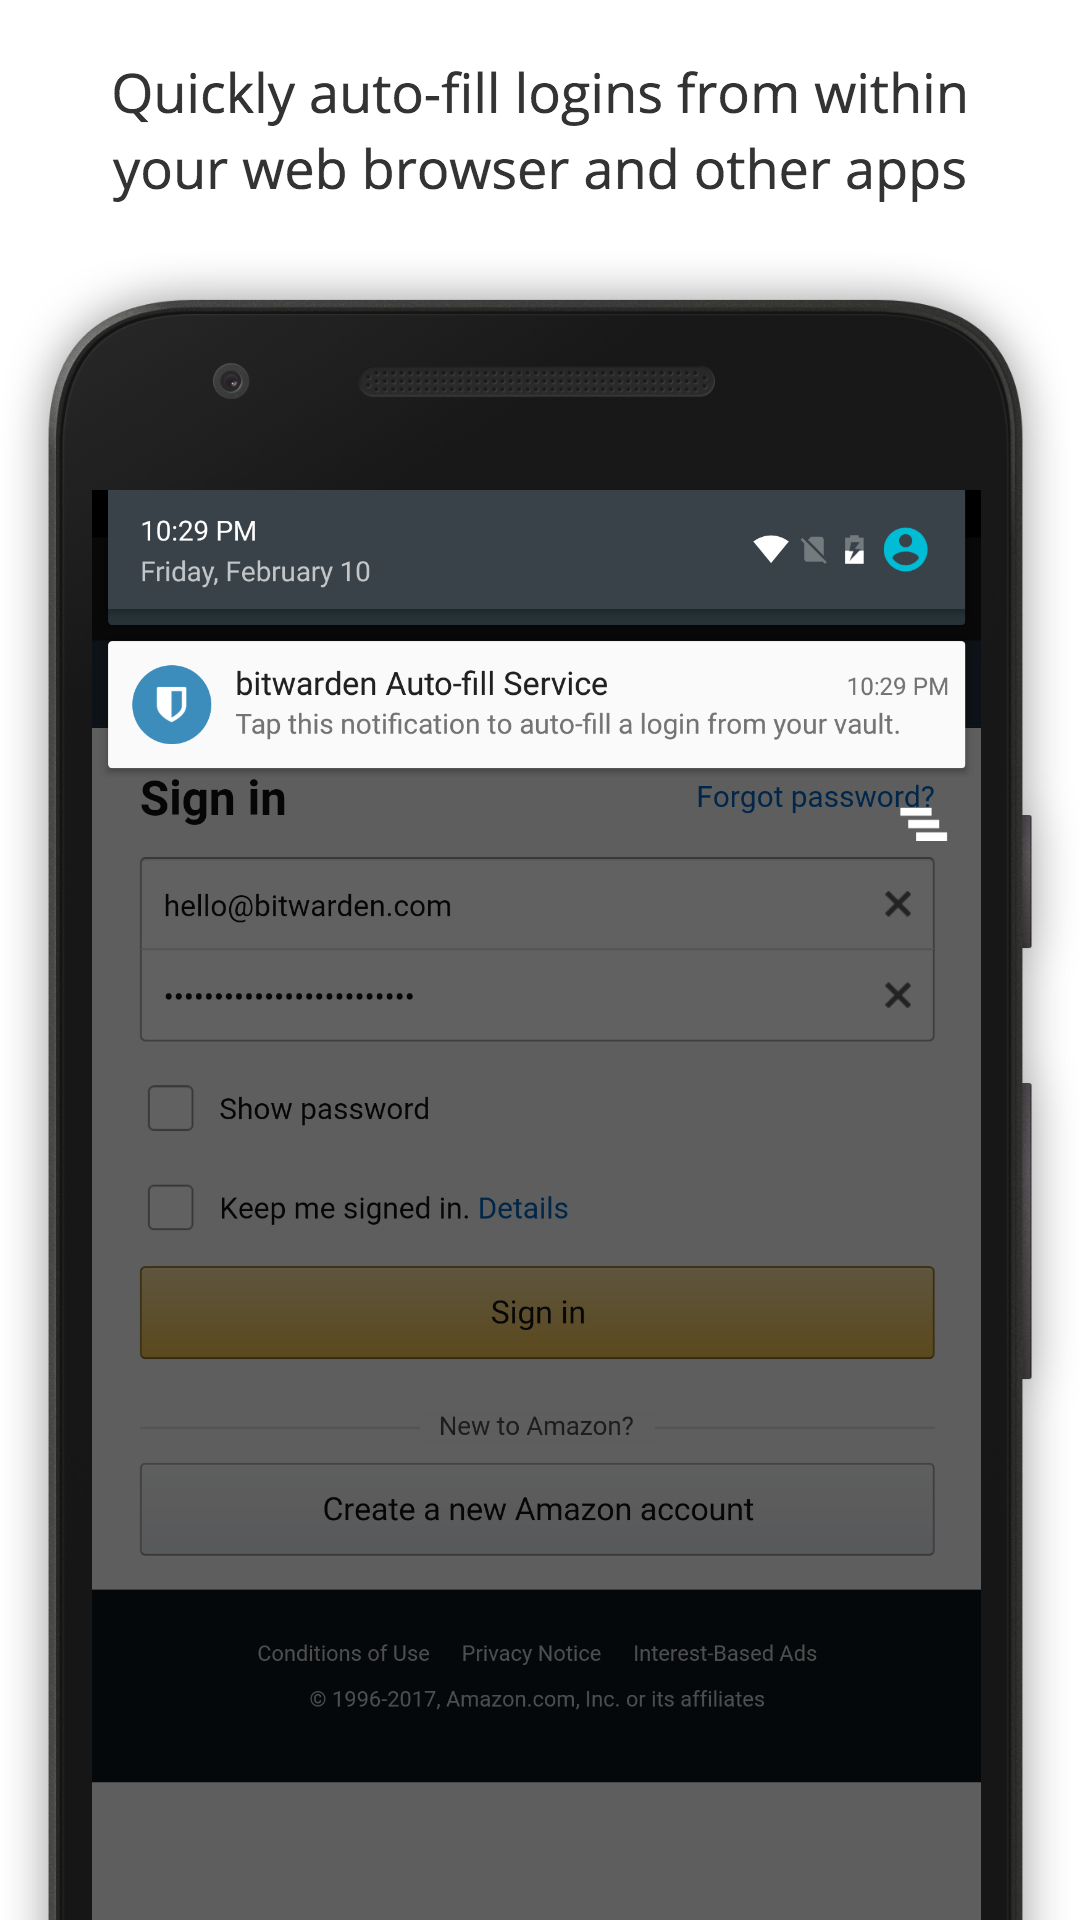 Quickly auto-fill logins from within
your web browser and other apps
10:29 PM
Friday, February 10
bitwarden Auto-fill Service 10:29 PM
Tap this notification to auto-fill a login from your vault.
Sign in Forgot password?
hello@bitwarden.com
•••••••••••••••••••••••••
Show password
Keep me signed in. Details
Sign in
New to Amazon?
Create a new Amazon account
Conditions of Use Privacy Notice Interest-Based Ads
© 1996-2017, Amazon.com, Inc. or its affiliates